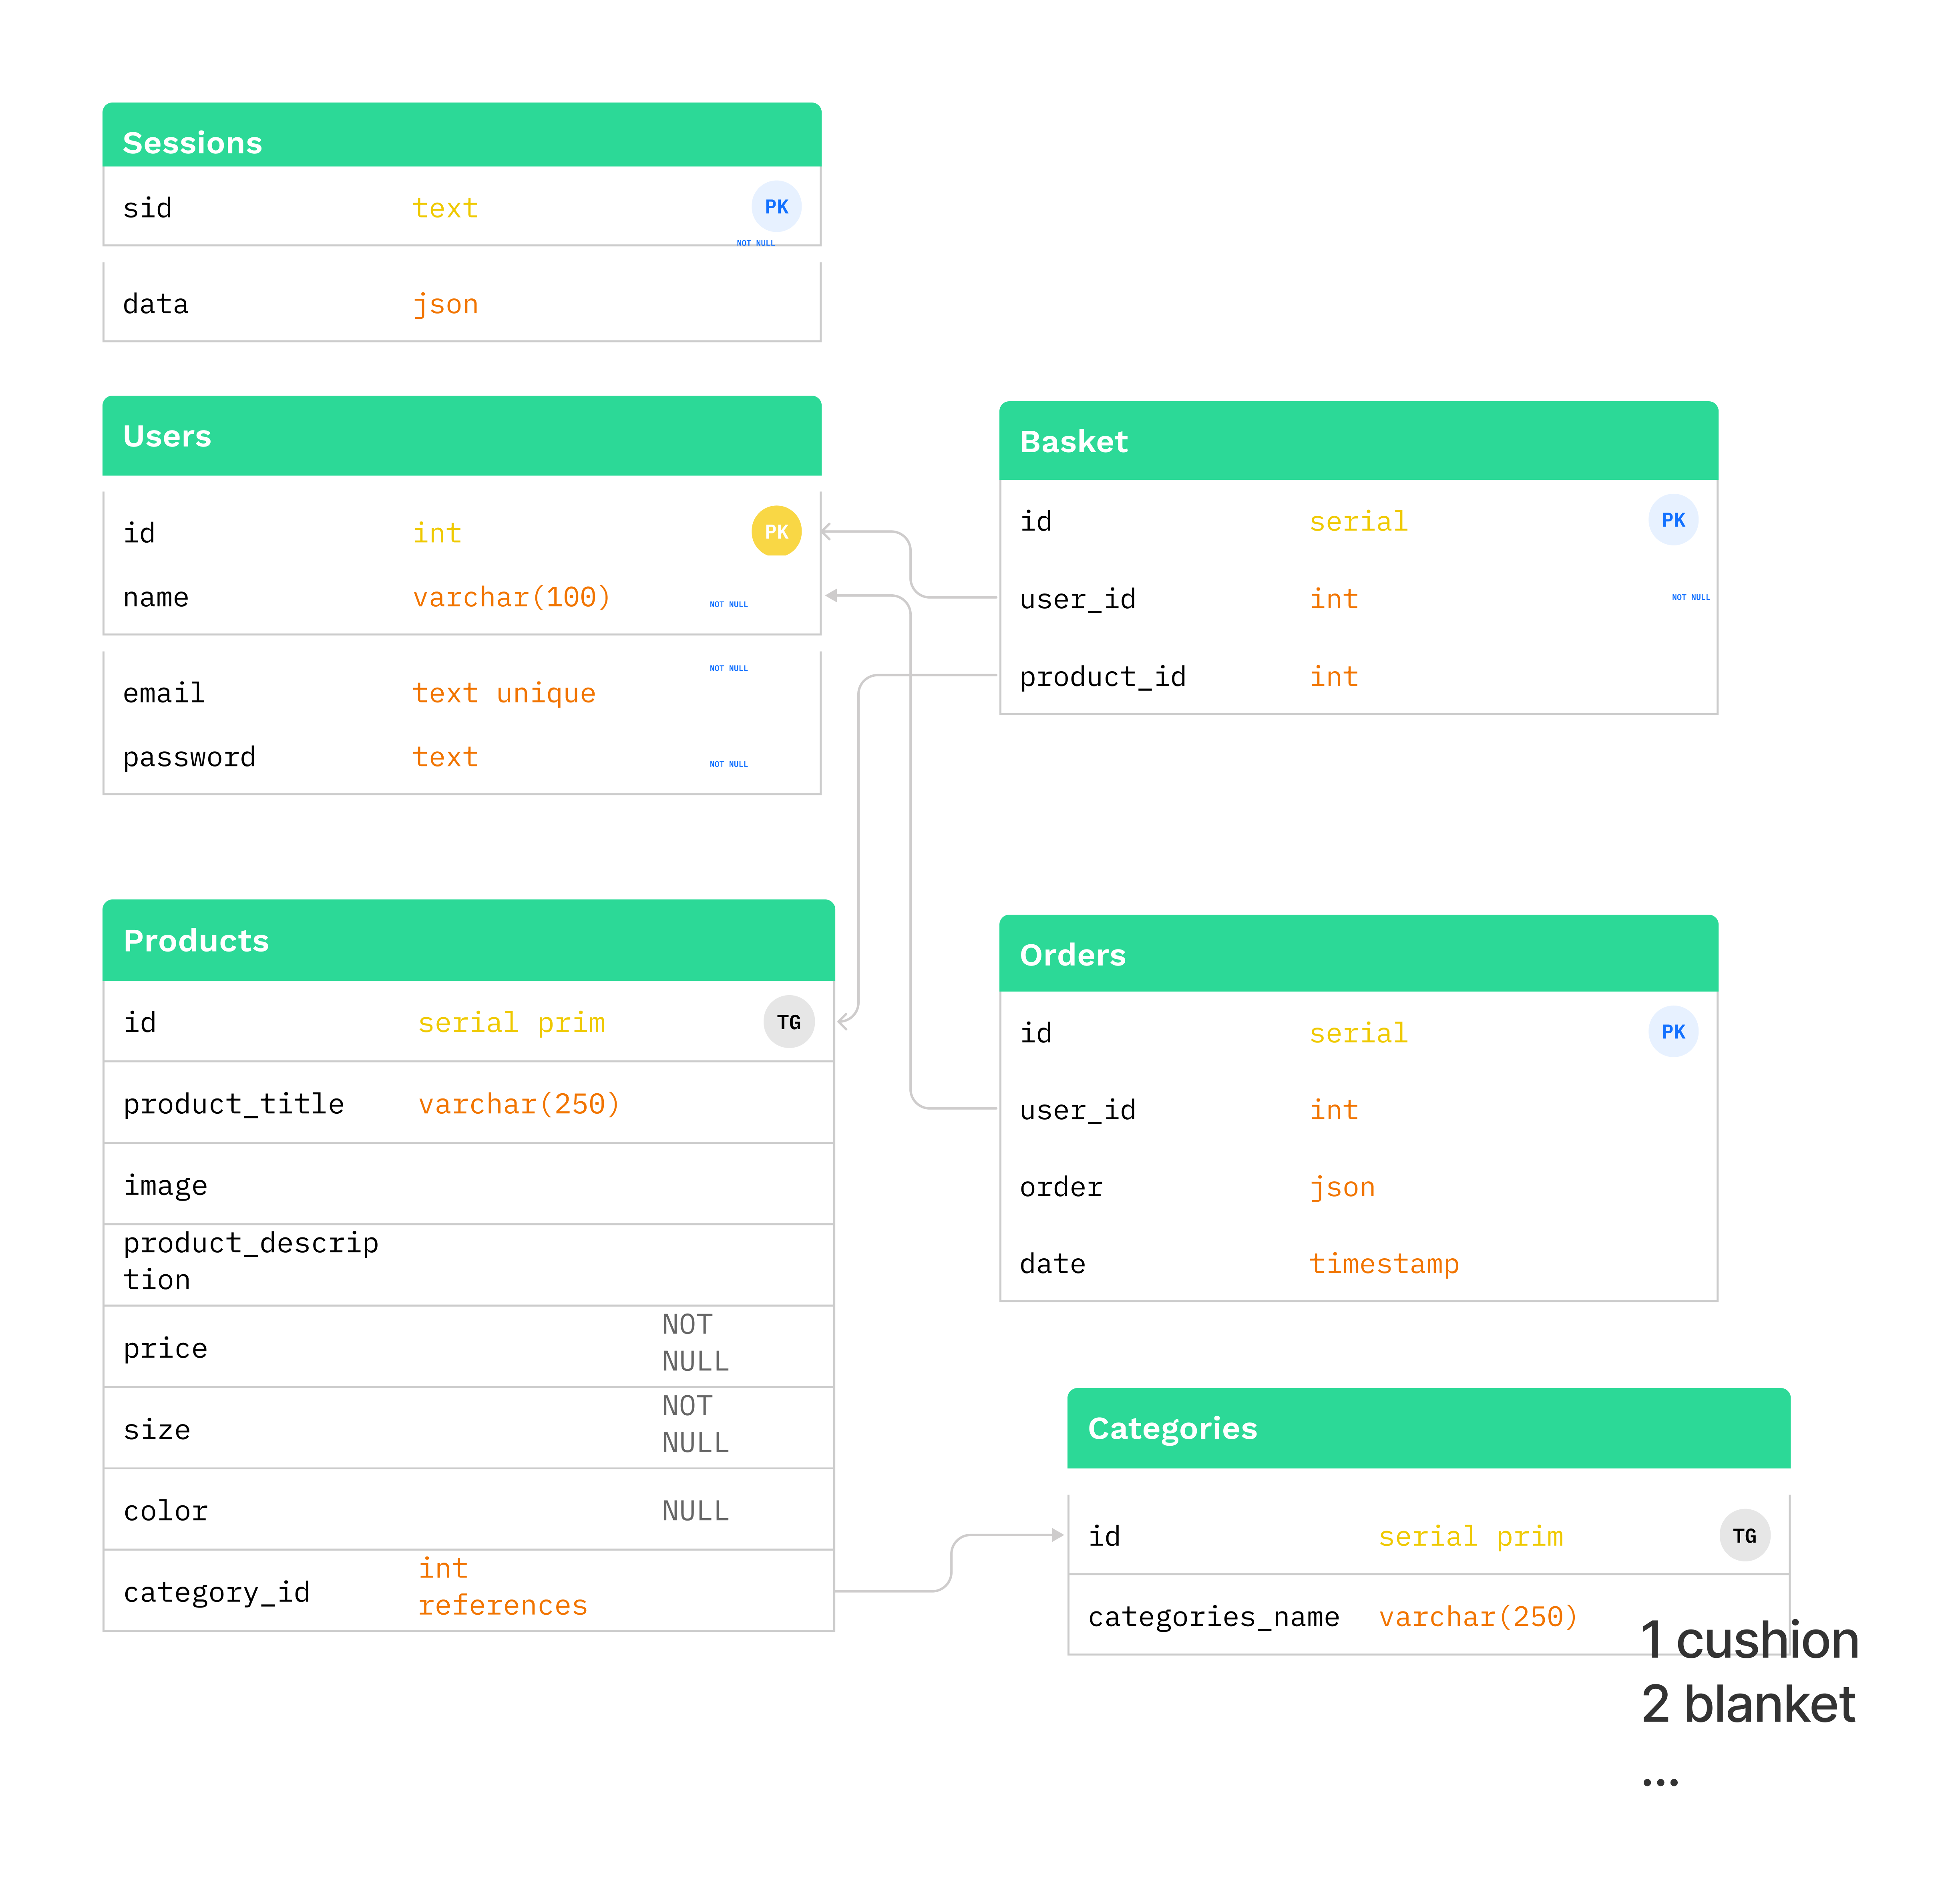 Sessions
sid text PK
NOT NULL
data json
Users
id int PK
name varchar(100) NOT NULL
NOT NULL
email text unique
password text NOT NULL
Basket
id serial PK
user_id int NOT NULL
product_id int
Products
id serial prim TG
product_title varchar(250)
image
product_descrip
tion
price NOT
NULL
size NOT
NULL
color NULL
category_id int
references
Orders
id serial PK
user_id int
order json
date timestamp
Categories
id serial prim TG
categories_name varchar(250)
1 cushion
2 blanket
...